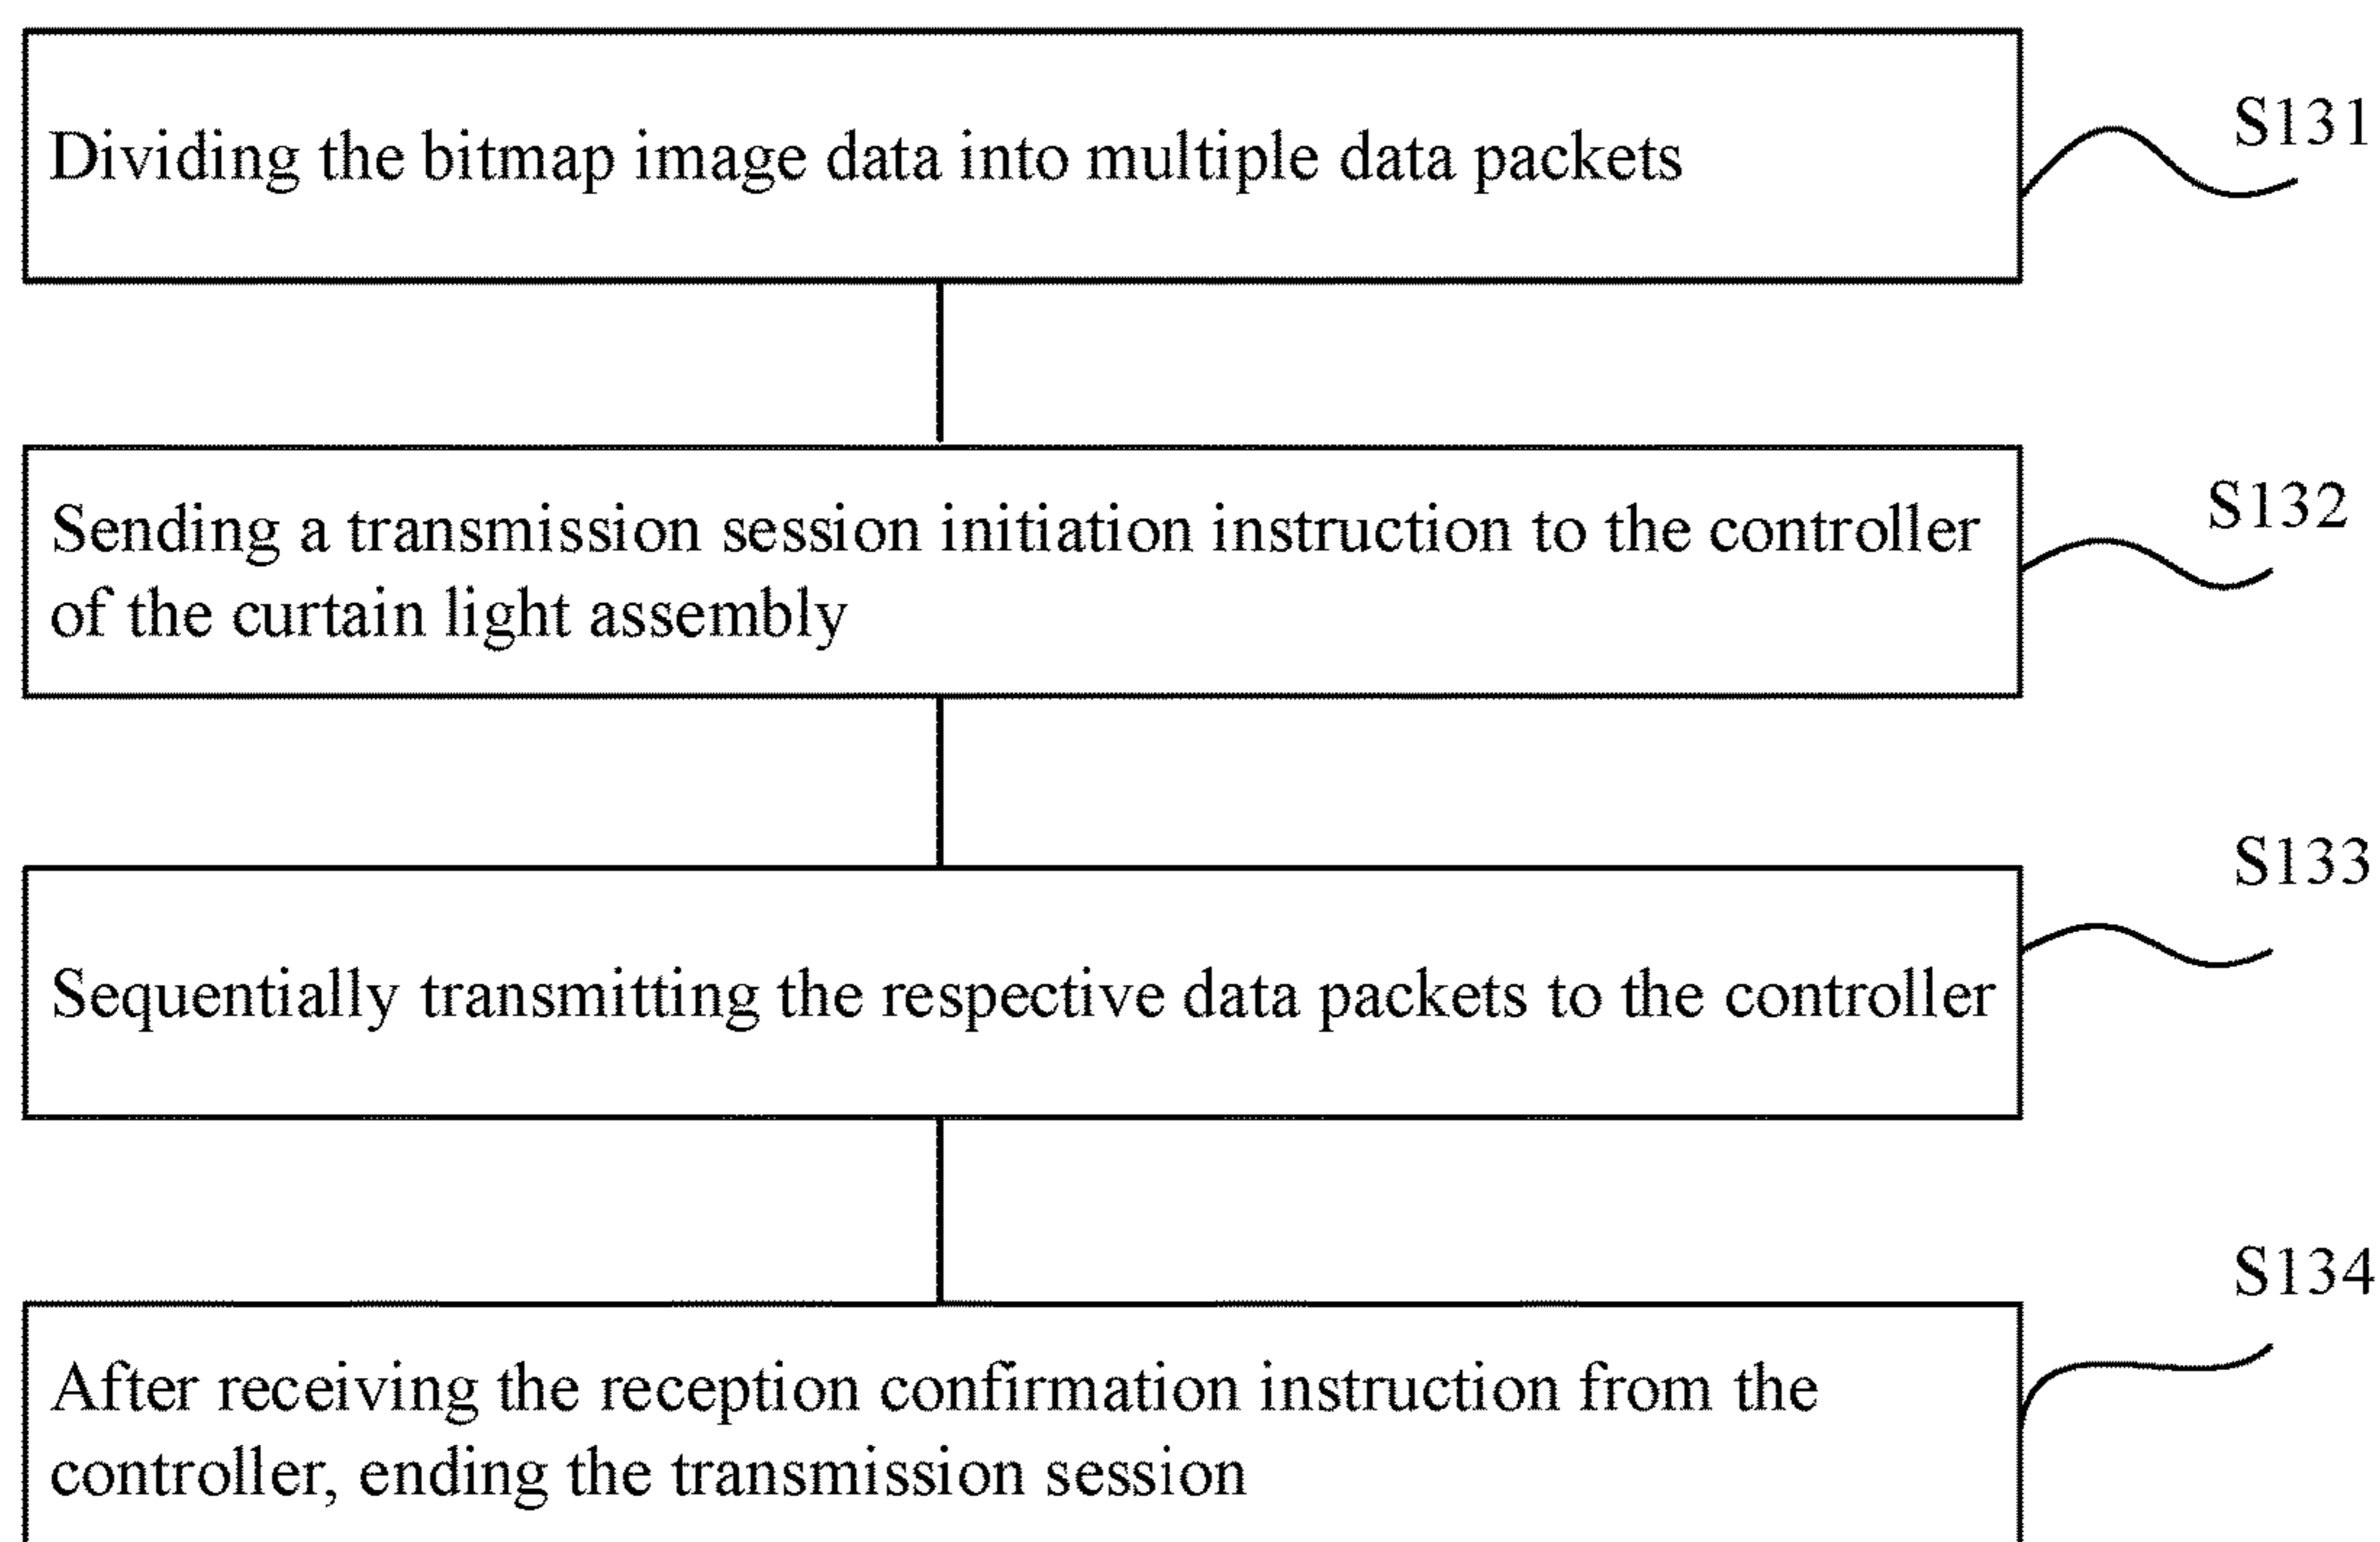 S131
Dividing the bitmap image data into multiple data packets
S132
Sending a transmission session initiation instruction to the controller
of the curtain light assembly
S133
Sequentially transmitting the respective data packets to the controller
S134
After receiving the reception confirmation instruction from the
controller, ending the transmission session